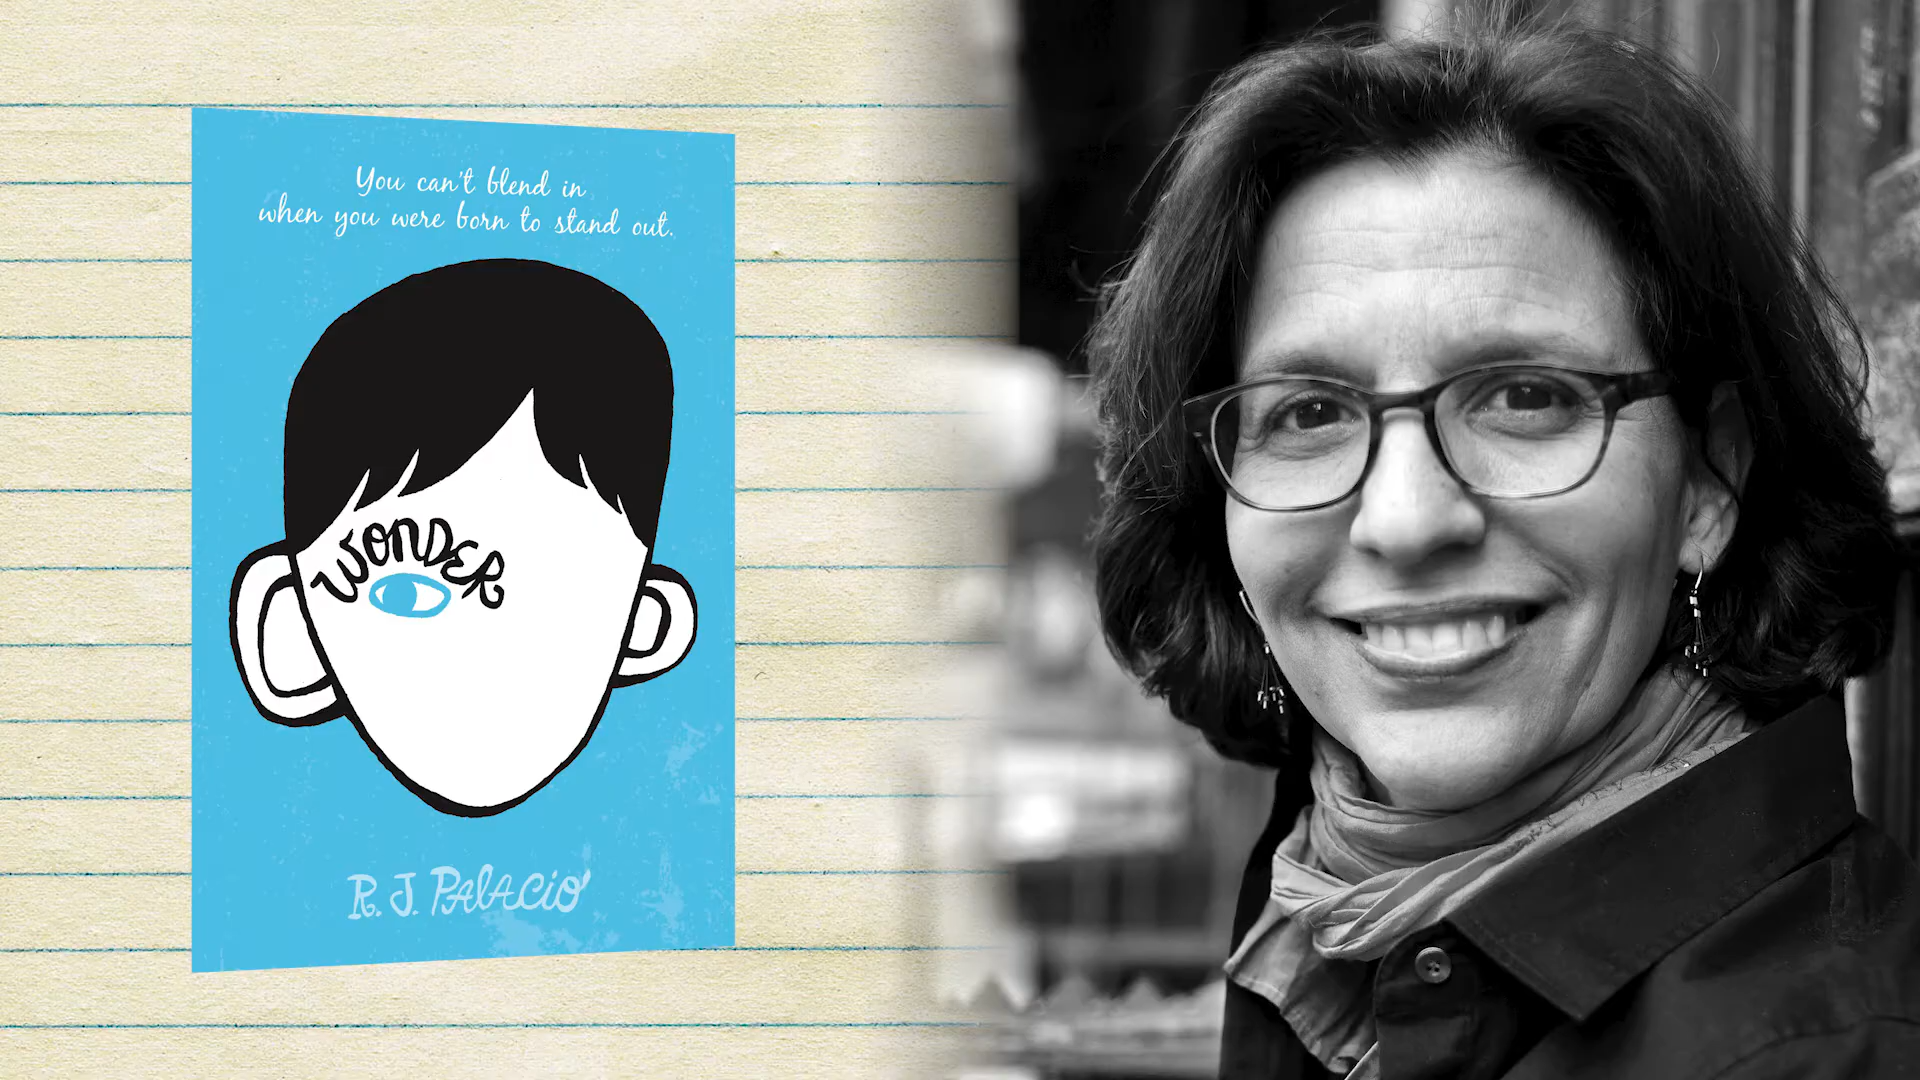 You can't blend in
when you were born to stand out.
WONDER
R. J. PALACIO